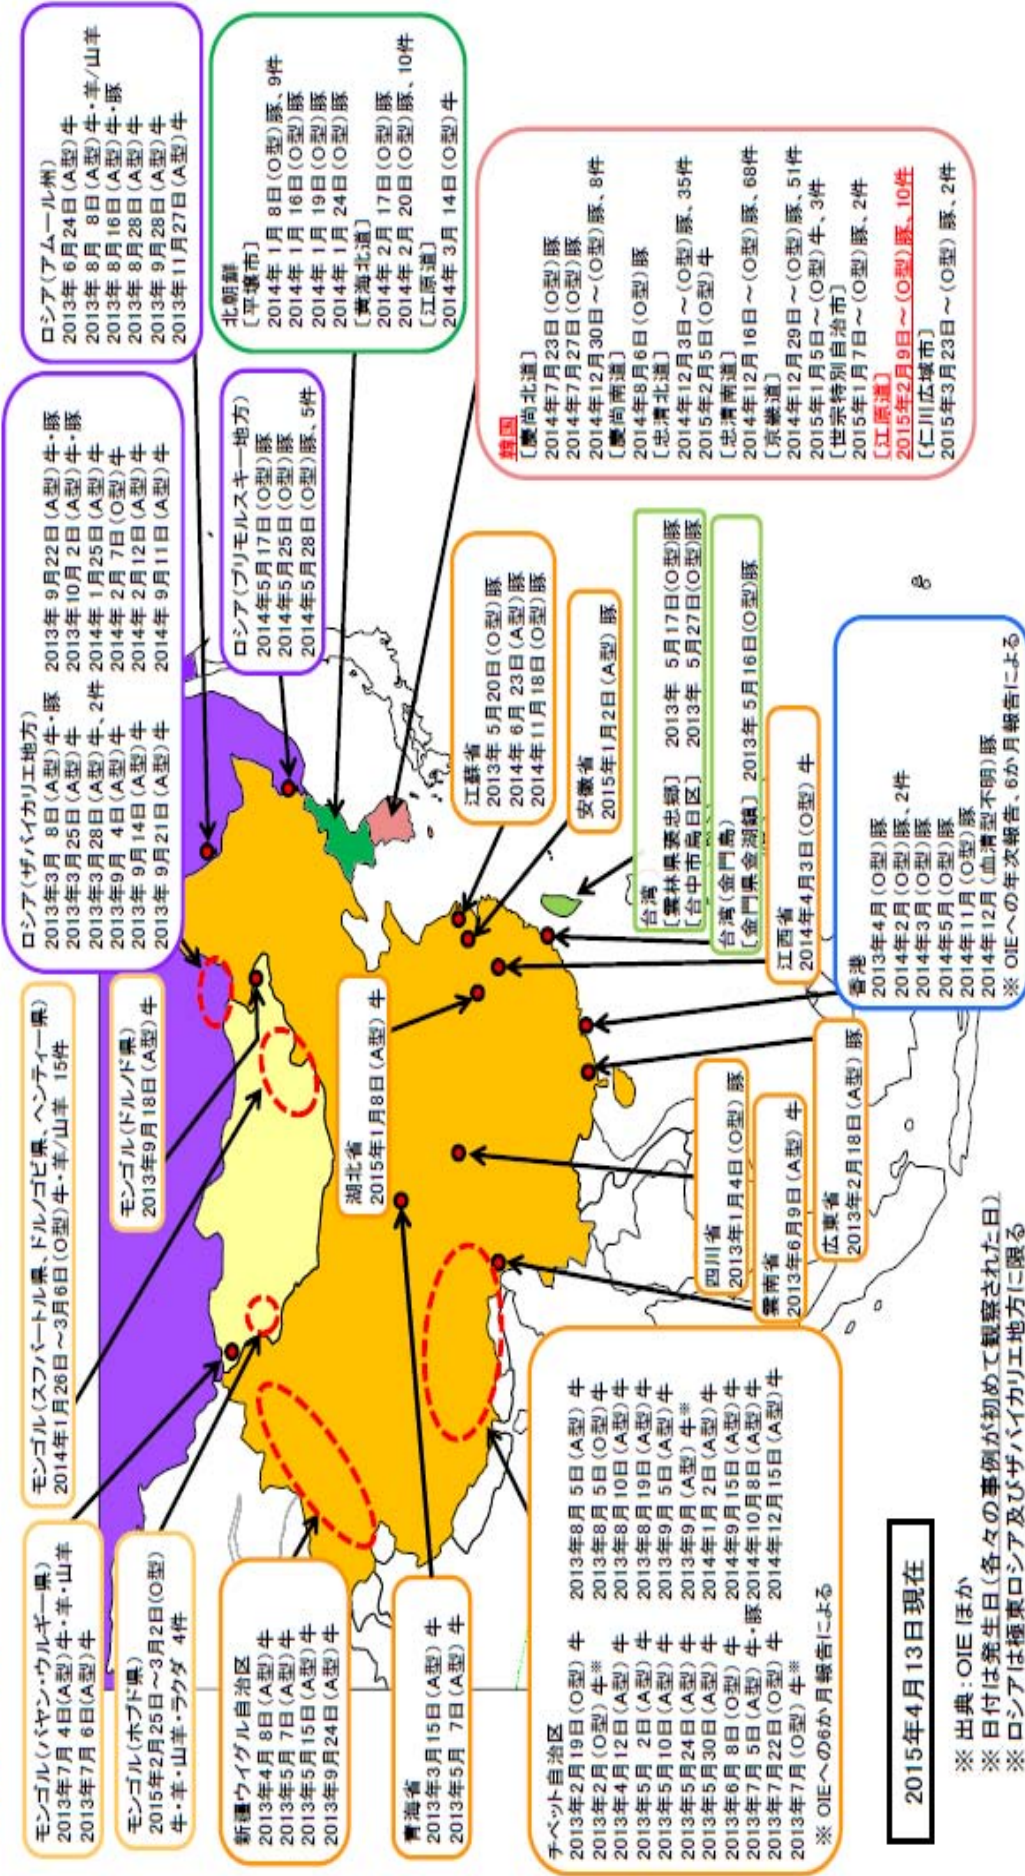 モンゴル(バヤン・ウルギー県)
2013年7月 4日(A型)牛・羊・山羊
2013年7月 6日(A型)牛
モンゴル(スフバートル県、ドルノゴビ県、ヘンティー県)
2014年1月26日~3月6日(O型)牛・羊/山羊 15件
ロシア(ザバイカリエ地方)
2013年3月 8日(A型)牛・豚 2013年 9月22日(A型)牛・豚
2013年3月25日(A型)牛 2013年10月 2日(A型)牛・豚
2013年3月28日(A型)牛、2件 2014年 1月25日(A型)牛
2013年9月 4日(A型)牛 2014年 2月 7日(O型)牛
2013年 9月14日(A型)牛 2014年 2月12日(A型)牛
2013年 9月21日(A型)牛 2014年 9月11日(A型)牛
ロシア(アムール州)
2013年 6月24日(A型)牛
2013年 8月 8日(A型)牛・羊/山羊
2013年 8月16日(A型)牛・豚
2013年 8月28日(A型)牛
2013年 9月28日(A型)牛
2013年11月27日(A型)牛
モンゴル(ホブド県)
2015年2月25日~3月2日(O型)
牛・羊・山羊・ラクダ 4件
モンゴル(ドルノド県)
2013年9月18日(A型)牛
ロシア(プリモルスキー地方)
2014年5月17日(O型)豚
2014年5月25日(O型)豚
2014年5月28日(O型)豚、5件
北朝鮮
[平壌市]
2014年 1月 8日(O型)豚、9件
2014年 1月 16日(O型)豚
2014年 1月 19日(O型)豚
2014年 1月 24日(O型)豚
[黄海北道]
2014年 2月 17日(O型)豚
2014年 2月 20日(O型)豚、10件
[江原道]
2014年 3月 14日(O型)牛
新疆ウイグル自治区
2013年4月 8日(A型)牛
2013年5月 7日(A型)牛
2013年5月15日(A型)牛
2013年9月24日(A型)牛
湖北省
2015年1月8日(A型)牛
江蘇省
2013年 5月20日(O型)豚
2014年 6月 23日(A型)豚
2014年11月18日(O型)豚
韓国
[慶尚北道]
2014年7月23日(O型)豚
2014年7月27日(O型)豚
2014年12月30日~(O型)豚、8件
[慶尚南道]
2014年8月6日(O型)豚
[忠清北道]
2014年12月3日~(O型)豚、35件
2015年2月5日(O型)牛
[忠清南道]
2014年12月16日~(O型)豚、68件
[京畿道]
2014年12月29日~(O型)豚、51件
2015年1月5日~(O型)牛、3件
[世宗特別自治市]
2015年1月7日~(O型)豚、2件
[江原道]
2015年2月9日~(O型)豚、10件
[仁川広域市]
2015年3月23日~(O型)豚、2件
青海省
2013年3月15日(A型)牛
2013年5月 7日(A型)牛
安徽省
2015年1月2日(A型)豚
台湾
[雲林県褒忠郷] 2013年 5月17日(O型)豚
[台中市烏日区] 2013年 5月27日(O型)豚
台湾(金門島)
[金門県金湖鎮] 2013年5月16日(O型)豚
チベット自治区
2013年2月19日(O型)牛 2013年8月 5日(A型)牛
2013年2月(O型)牛※ 2013年8月 5日(O型)牛
2013年4月12日(A型)牛 2013年8月10日(A型)牛
2013年5月 2日(A型)牛 2013年8月19日(A型)牛
2013年5月10日(A型)牛 2013年9月 5日(A型)牛
2013年5月24日(A型)牛 2013年9月(A型)牛※
2013年5月30日(A型)牛 2014年1月 2日(A型)牛
2013年6月 8日(O型)牛 2014年9月15日(A型)牛
2013年7月 5日(A型)牛・豚 2014年10月8日(A型)牛
2013年7月22日(O型)牛 2014年12月15日(A型)牛
2013年7月(O型)牛※
※ OIEへの6か月報告による
四川省
2013年1月4日(O型)豚
雲南省
2013年6月9日(A型)牛
広東省
2013年2月18日(A型)豚
江西省
2014年4月3日(O型)牛
香港
2013年4月(O型)豚
2014年2月(O型)豚、2件
2014年3月(O型)豚
2014年5月(O型)豚
2014年11月(O型)豚
2014年12月(血清型不明)豚
※ OIEへの年次報告、6か月報告による
2015年4月13日現在
※ 出典:OIEほか
※ 日付は発生日(各々の事例が初めて観察された日)
※ ロシアは極東ロシア及びザバイカリエ地方に限る